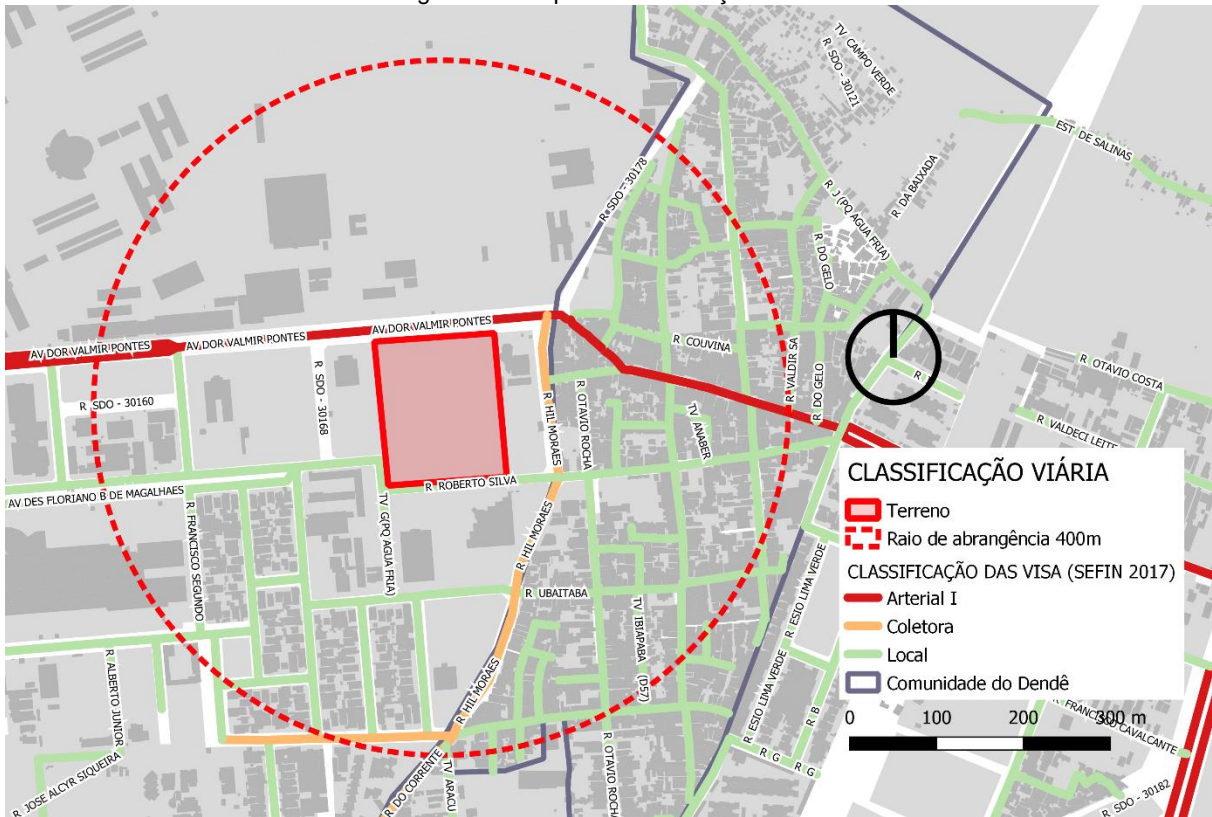 TV CAMPO VERDE
R SDO - 30121
EST DE SALINAS
R SDO - 30178
R J (PQ AGUA FRIA)
R DA BAIXADA
R DO GELO
AV DOR VALMIR PONTES
AV DOR VALMIR PONTES
AV DOR VALMIR PONTES
R COUVINA
R VALDIR SA
R DO GELO
R OTAVIO COSTA
R VALDECI LEITE
R SDO - 30160
R SDO - 30168
R HIL MORAES
R OTAVIO ROCHA
TV ANABER
AV DES FLORIANO B DE MAGALHAES
R ROBERTO SILVA
R FRANCISCO SEGUNDO
TV G(PQ AGUA FRIA)
R HIL MORAES
R UBAITABA
TV IBIAPABA (D57)
R ESIO LIMA VERDE
R ESIO LIMA VERDE
R ALBERTO JUNIOR
R HIL MORAES
R B
R G
R G
R JOSE ALCYR SIQUEIRA
R DO CORRENTE
TV ARACU
R OTAVIO ROCHA
R FRANCISCO CAVALCANTE
R SDO - 30182
CLASSIFICAÇÃO VIÁRIA
Terreno
Raio de abrangência 400m
CLASSIFICAÇÃO DAS VISA (SEFIN 2017)
Arterial I
Coletora
Local
Comunidade do Dendê
0 100 200 300 m